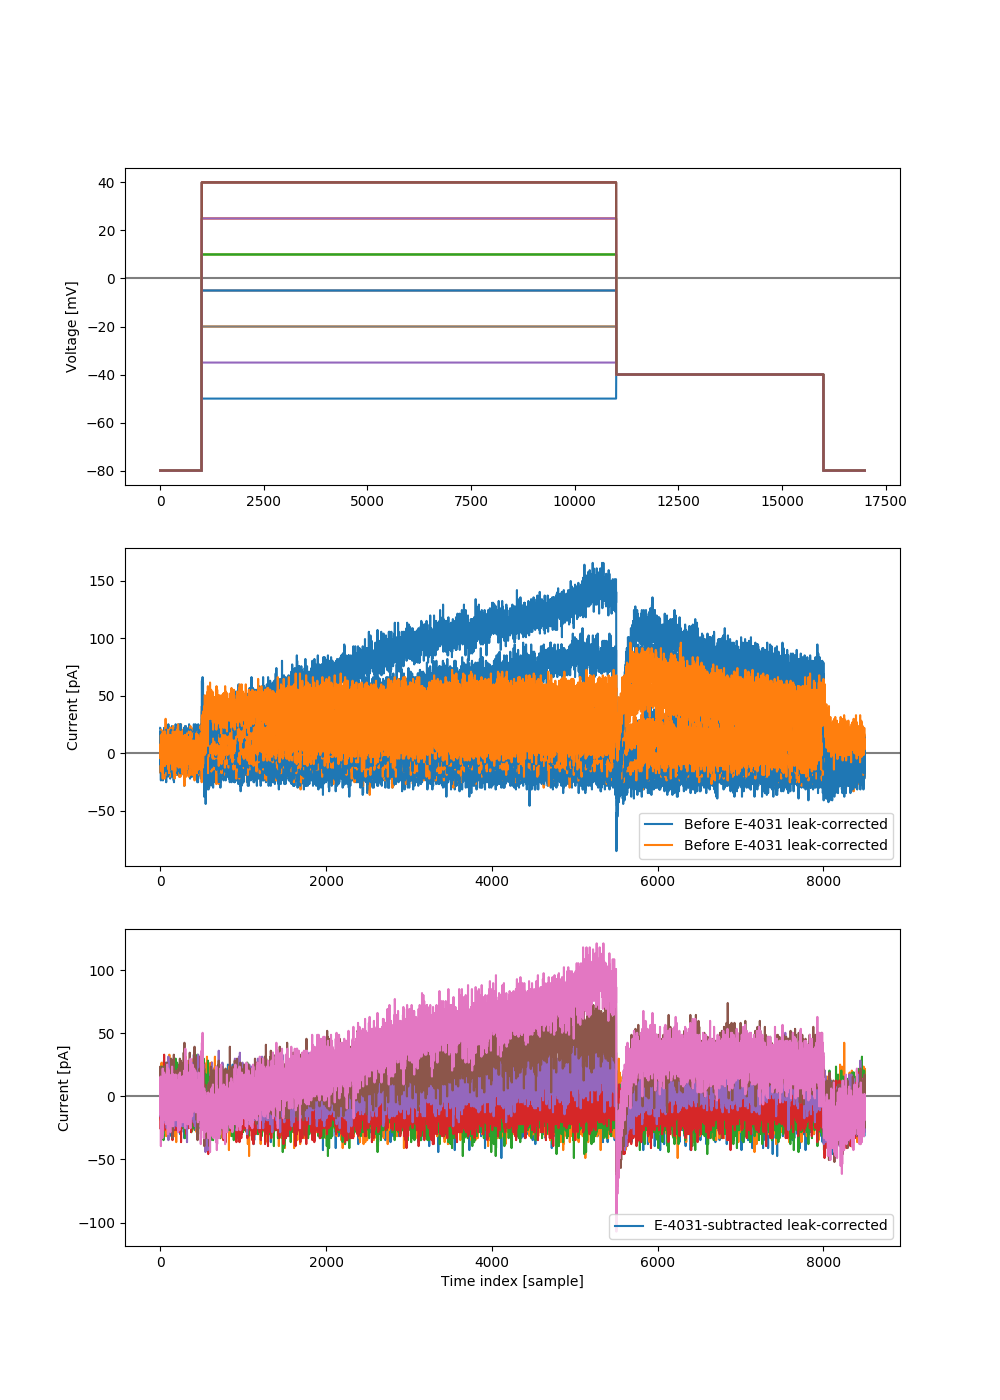 40
20
0
−20
−40
−60
−80
Voltage [mV]
0 2500 5000 7500 10000 12500 15000 17500
150
100
50
0
−50
Current [pA]
Before E-4031 leak-corrected
Before E-4031 leak-corrected
0 2000 4000 6000 8000
100
50
0
−50
−100
Current [pA]
E-4031-subtracted leak-corrected
0 2000 4000 6000 8000
Time index [sample]